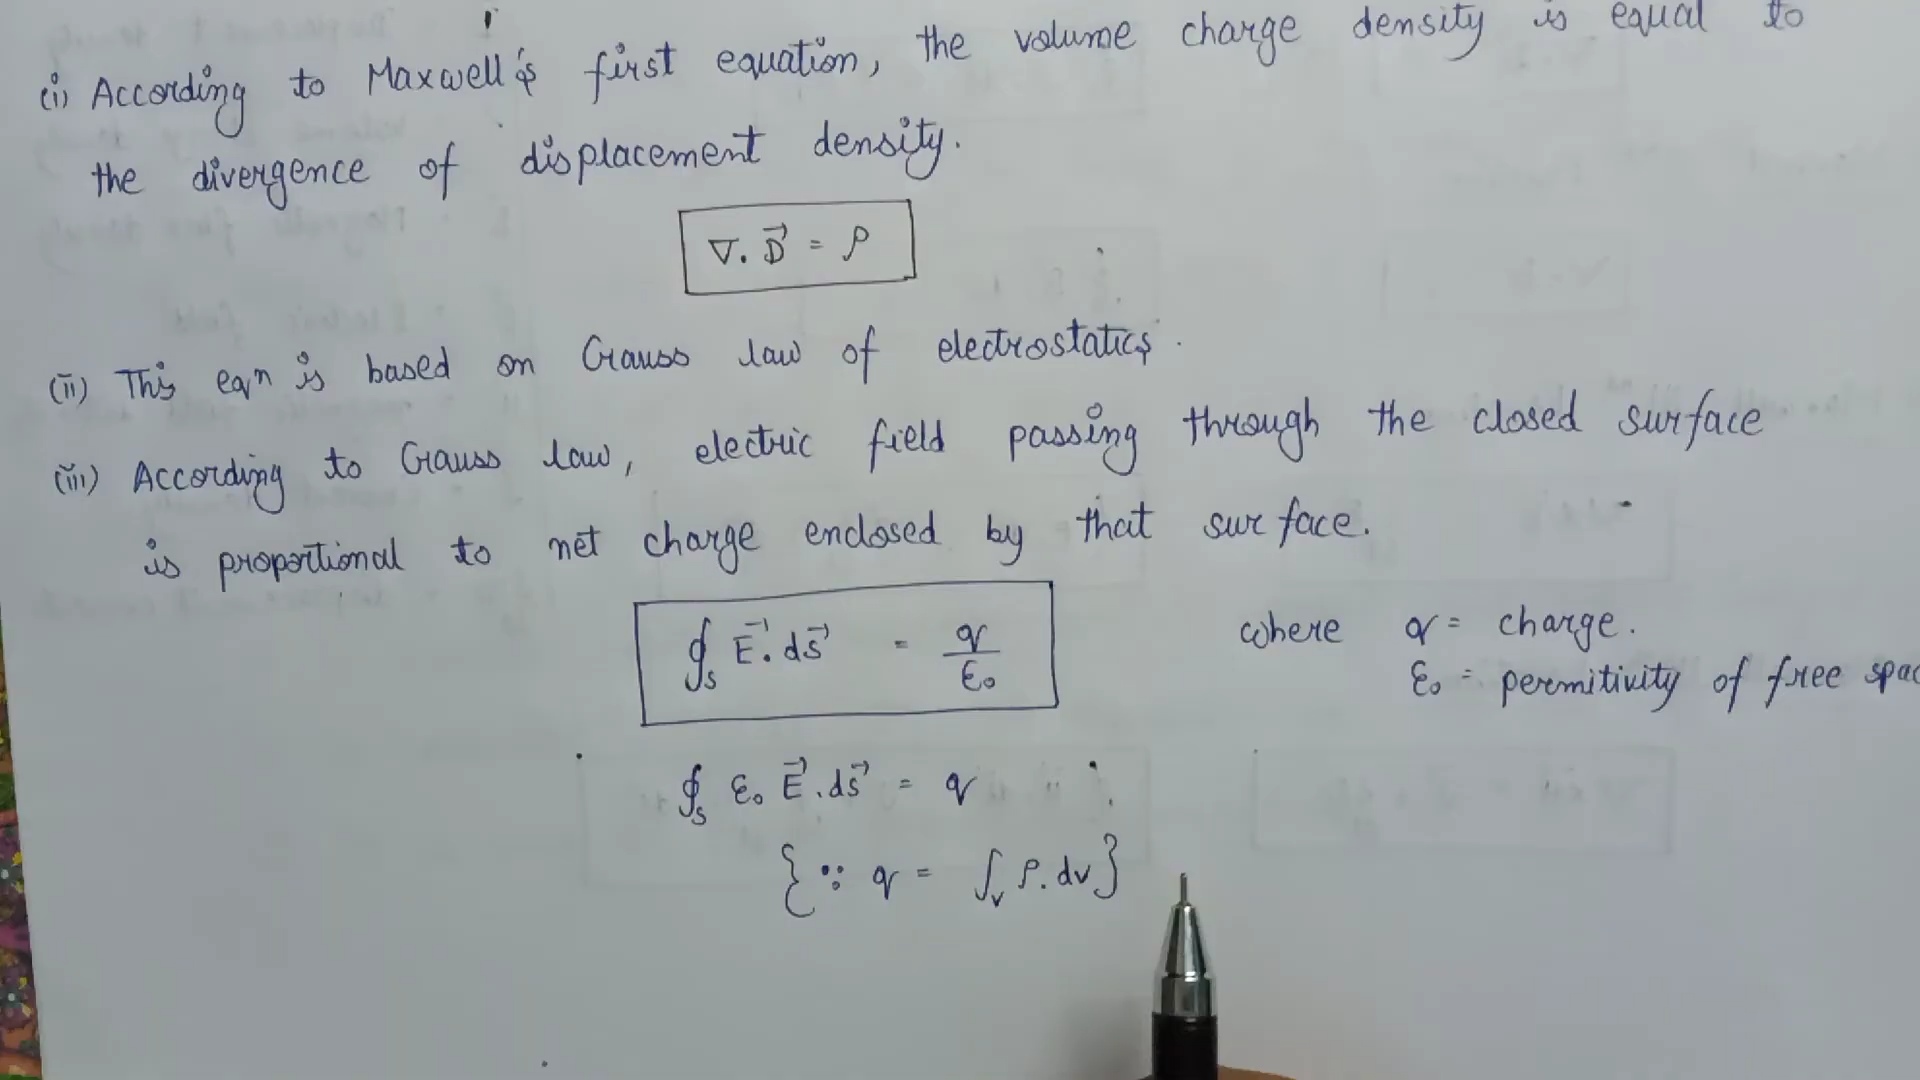 (i) According to Maxwell's first equation, the volume charge density is equal to
the divergence of displacement density.
∇. D⃗ = ρ
(ii) This eqⁿ is based on Gauss law of electrostatics.
(iii) According to Gauss law, electric field passing through the closed surface
is proportional to net charge enclosed by that surface.
∮s E⃗. ds⃗ = q/ε₀ where q = charge.
ε₀ = permitivity of free spac
∮s ε₀ E⃗ . ds⃗ = q
{∵ q = ∫v ρ. dv}